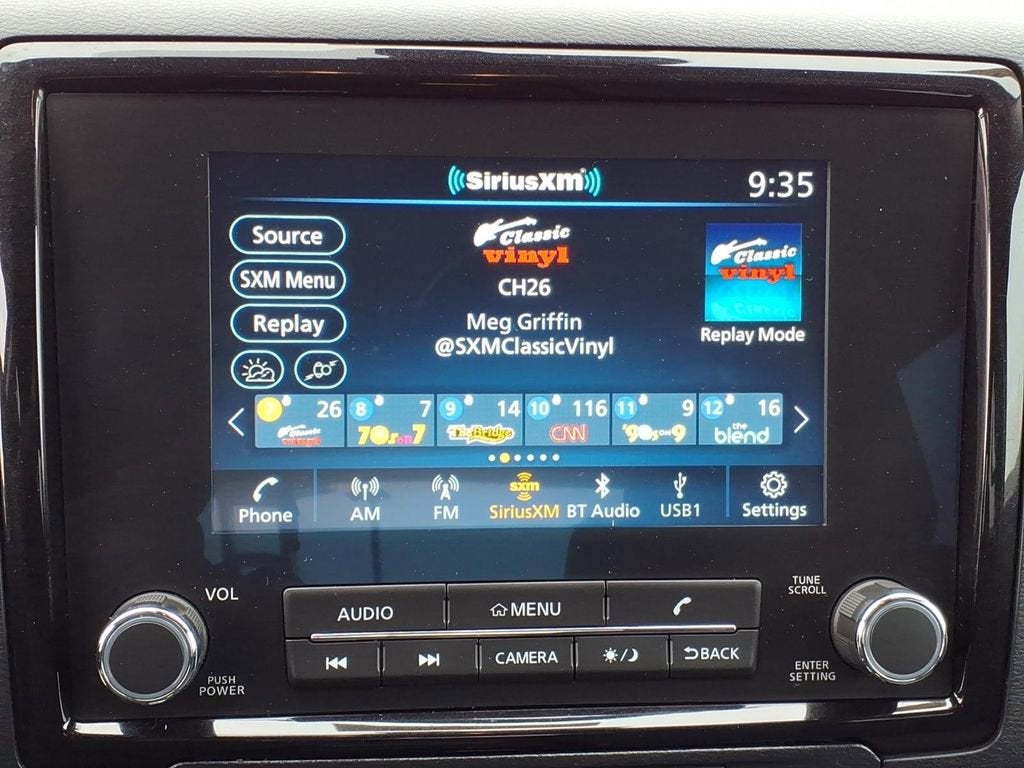 SiriusXM
9:35
Source
Classic
vinyl
Classic
vinyl
SXM Menu
CH26
Replay
Meg Griffin
Replay Mode
@SXMClassicVinyl
7 26 8 7 9 14 10 116 11 9 12 16
Classic vinyl 70s on 7 The Bridge CNN 90s ON 9 the blend
sxm
Phone AM FM SiriusXM BT Audio USB1 Settings
VOL
TUNE
SCROLL
AUDIO MENU
CAMERA BACK
PUSH
POWER
ENTER
SETTING